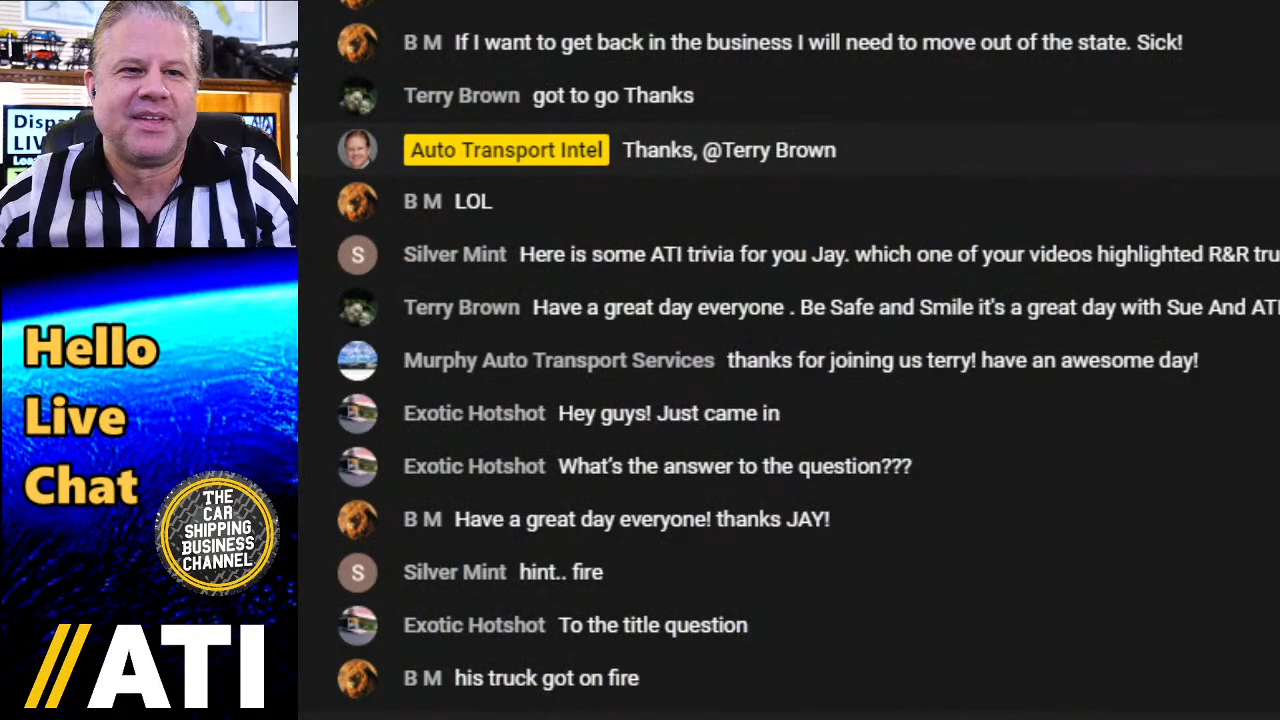 B M If I want to get back in the business I will need to move out of the state. Sick!
Terry Brown got to go Thanks
Auto Transport Intel Thanks, @Terry Brown
B M LOL
S Silver Mint Here is some ATI trivia for you Jay. which one of your videos highlighted R&R tru
Terry Brown Have a great day everyone . Be Safe and Smile it's a great day with Sue And ATI
Murphy Auto Transport Services thanks for joining us terry! have an awesome day!
Exotic Hotshot Hey guys! Just came in
Exotic Hotshot What's the answer to the question???
B M Have a great day everyone! thanks JAY!
S Silver Mint hint.. fire
Exotic Hotshot To the title question
B M his truck got on fire
Hello
Live
Chat
THE
CAR
SHIPPING
BUSINESS
CHANNEL
//ATI